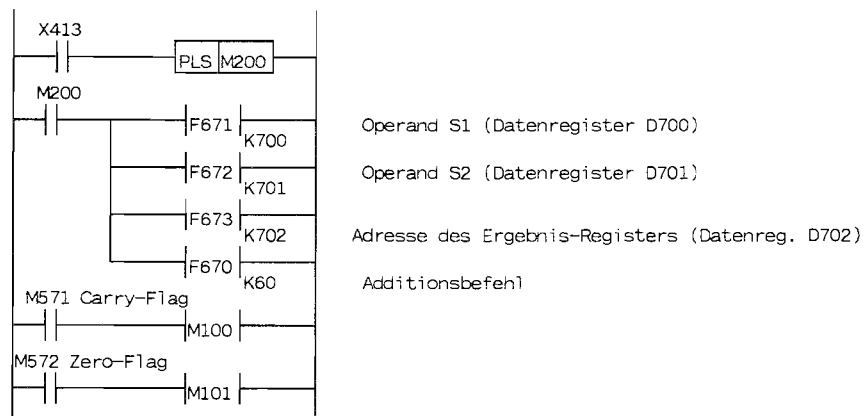 X413
PLS M200
M200
F671 K700 Operand S1 (Datenregister D700)
F672 K701 Operand S2 (Datenregister D701)
F673 K702 Adresse des Ergebnis-Registers (Datenreg. D702)
F670 K60 Additionsbefehl
M571 Carry-Flag
M100
M572 Zero-Flag
M101